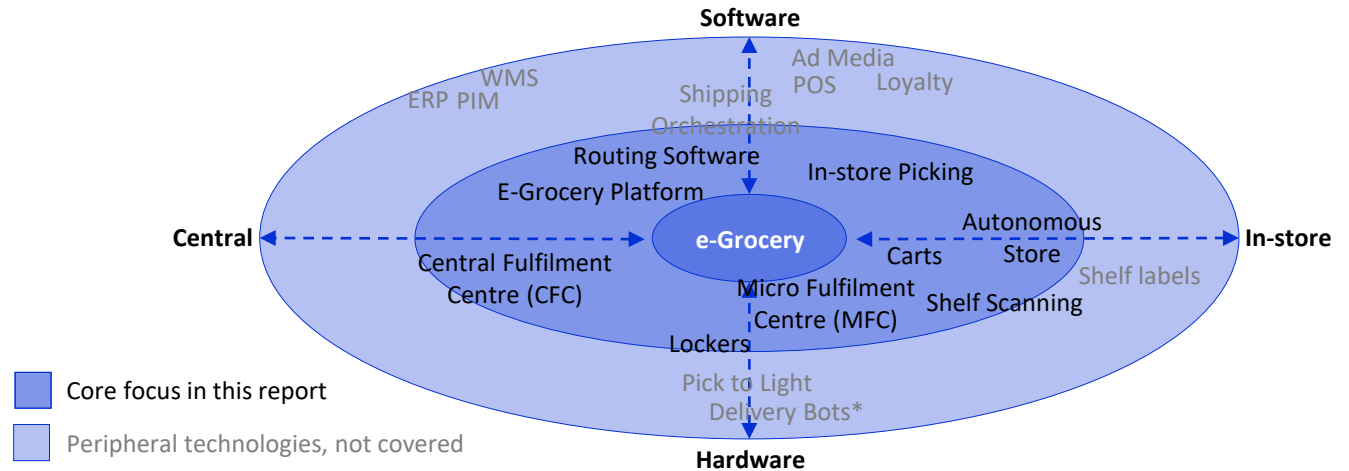 Software
Ad Media
WMS
POS
Loyalty
ERP
PIM
Shipping
Orchestration
Routing Software
In-store Picking
E-Grocery Platform
Central
e-Grocery
Autonomous
Store
In-store
Carts
Central Fulfilment
Centre (CFC)
Shelf labels
Micro Fulfilment
Centre (MFC)
Shelf Scanning
Lockers
Core focus in this report
Pick to Light
Delivery Bots*
Peripheral technologies, not covered
Hardware